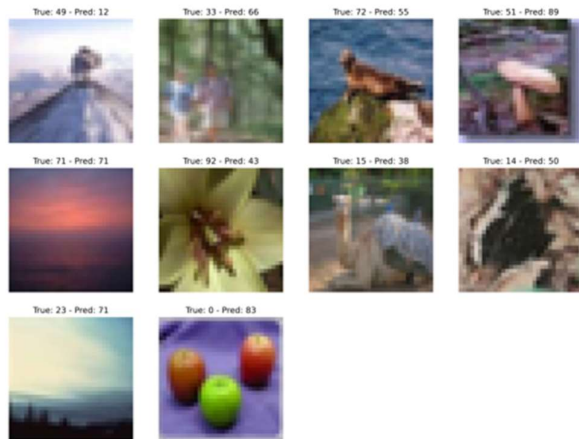 True: 49 - Pred: 12
True: 33 - Pred: 66
True: 72 - Pred: 55
True: 51 - Pred: 89
True: 71 - Pred: 71
True: 92 - Pred: 43
True: 15 - Pred: 38
True: 14 - Pred: 50
True: 23 - Pred: 71
True: 0 - Pred: 83